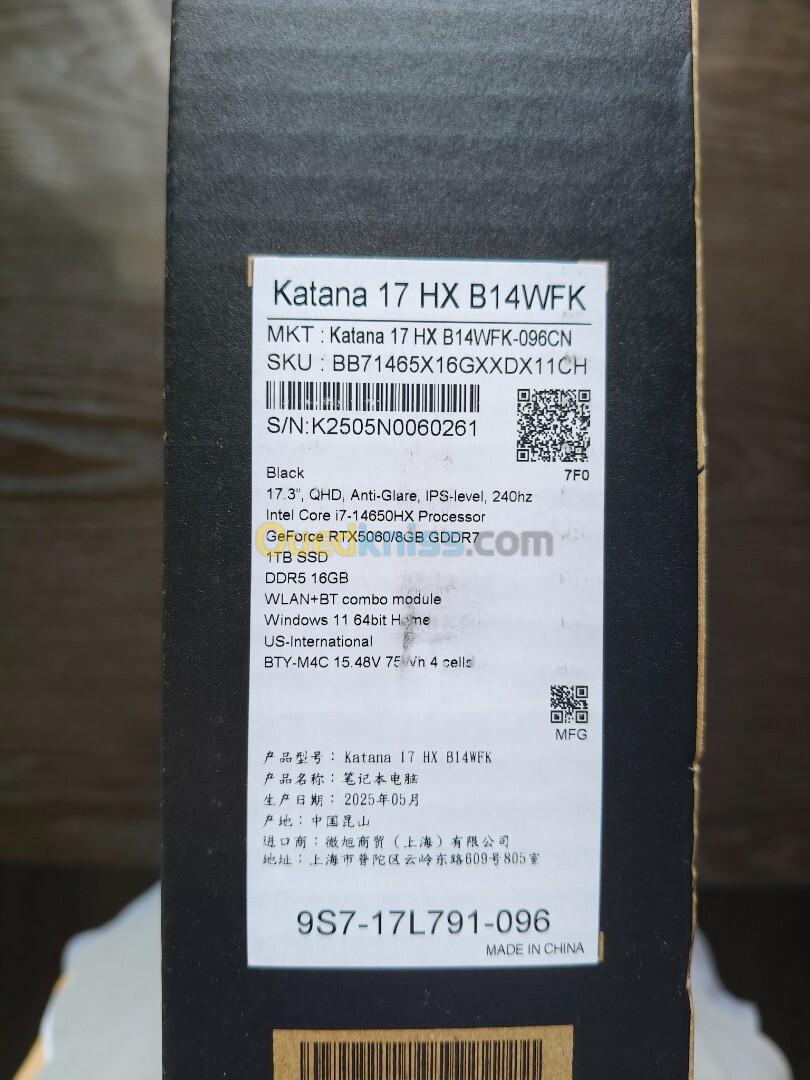 Katana 17 HX B14WFK
MKT : Katana 17 HX B14WFK-096CN
SKU : BB71465X16GXXDX11CH
S/N:K2505N0060261
7F0
Black
17.3", QHD, Anti-Glare, IPS-level, 240hz
Intel Core i7-14650HX Processor
GeForce RTX5060/8GB GDDR7
Ouedkniss.com
1TB SSD
DDR5 16GB
WLAN+BT combo module
Windows 11 64bit Home
US-International
BTY-M4C 15.48V 75Wh 4 cells
MFG
产品型号： Katana 17 HX B14WFK
产品名称：笔记本电脑
生产日期： 2025年05月
产地：中国昆山
进口商：微旭商贸（上海）有限公司
地址：上海市普陀区云岭东路609号805室
9S7-17L791-096
MADE IN CHINA